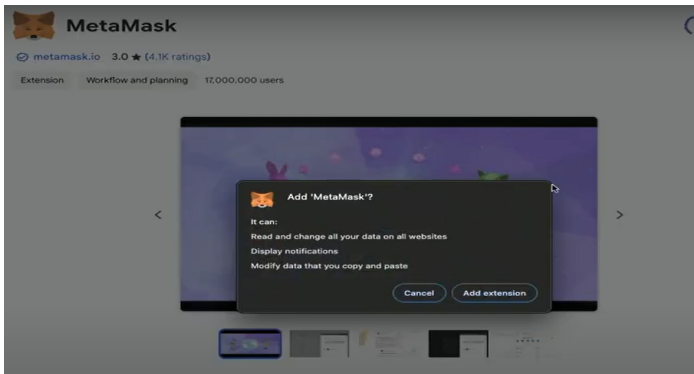 MetaMask
metamask.io 3.0 ★ (4.1K ratings)
Extension Workflow and planning 17,000,000 users
Add 'MetaMask'?
It can:
Read and change all your data on all websites
Display notifications
Modify data that you copy and paste
Cancel Add extension